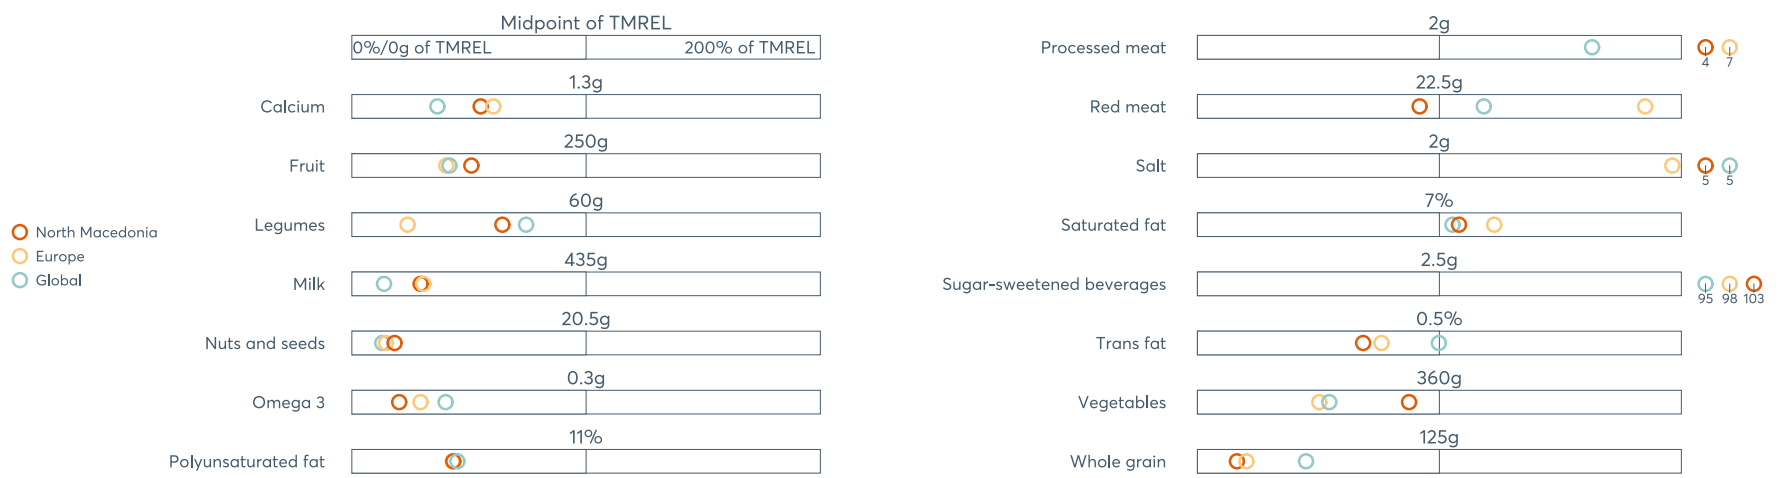 Midpoint of TMREL
0%/0g of TMREL 200% of TMREL
1.3g
Calcium
250g
Fruit
60g
Legumes
435g
Milk
20.5g
Nuts and seeds
0.3g
Omega 3
11%
Polyunsaturated fat
North Macedonia
Europe
Global
2g
Processed meat
4 7
22.5g
Red meat
2g
Salt
5 5
7%
Saturated fat
2.5g
Sugar-sweetened beverages
95 98 103
0.5%
Trans fat
360g
Vegetables
125g
Whole grain